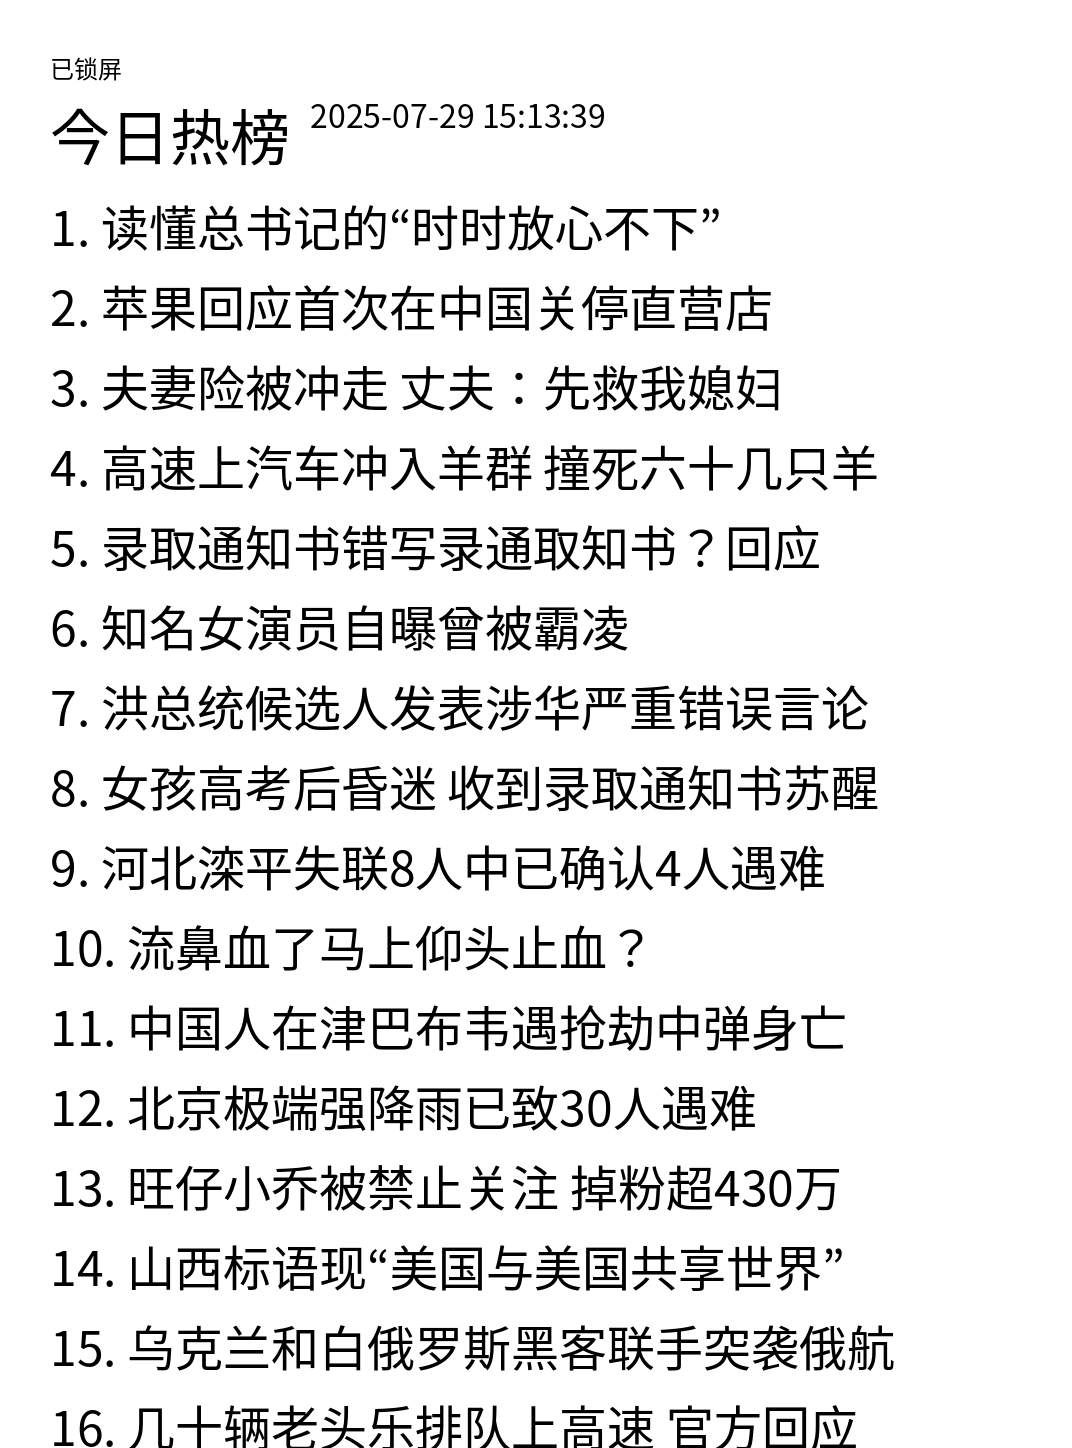 已锁屏
今日热榜 2025-07-29 15:13:39
1. 读懂总书记的“时时放心不下”
2. 苹果回应首次在中国关停直营店
3. 夫妻险被冲走 丈夫：先救我媳妇
4. 高速上汽车冲入羊群 撞死六十几只羊
5. 录取通知书错写录通取知书？回应
6. 知名女演员自曝曾被霸凌
7. 洪总统候选人发表涉华严重错误言论
8. 女孩高考后昏迷 收到录取通知书苏醒
9. 河北滦平失联8人中已确认4人遇难
10. 流鼻血了马上仰头止血？
11. 中国人在津巴布韦遇抢劫中弹身亡
12. 北京极端强降雨已致30人遇难
13. 旺仔小乔被禁止关注 掉粉超430万
14. 山西标语现“美国与美国共享世界”
15. 乌克兰和白俄罗斯黑客联手突袭俄航
16. 几十辆老头乐排队上高速 官方回应